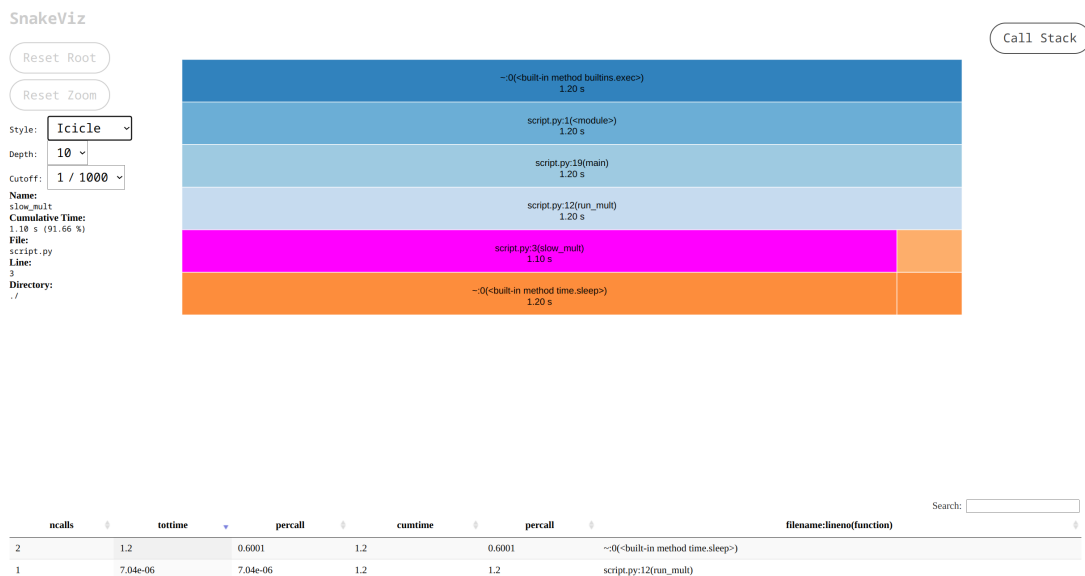 SnakeViz
Call Stack
Reset Root
Reset Zoom
Style: Icicle
Depth: 10
Cutoff: 1 / 1000
Name:
slow_mult
Cumulative Time:
1.10 s (91.66 %)
File:
script.py
Line:
3
Directory:
./
~:0(<built-in method builtins.exec>)
1.20 s
script.py:1(<module>)
1.20 s
script.py:19(main)
1.20 s
script.py:12(run_mult)
1.20 s
script.py:3(slow_mult)
1.10 s
~:0(<built-in method time.sleep>)
1.20 s
Search:
ncalls tottime percall cumtime percall filename:lineno(function)
2 1.2 0.6001 1.2 0.6001 ~:0(<built-in method time.sleep>)
1 7.04e-06 7.04e-06 1.2 1.2 script.py:12(run_mult)